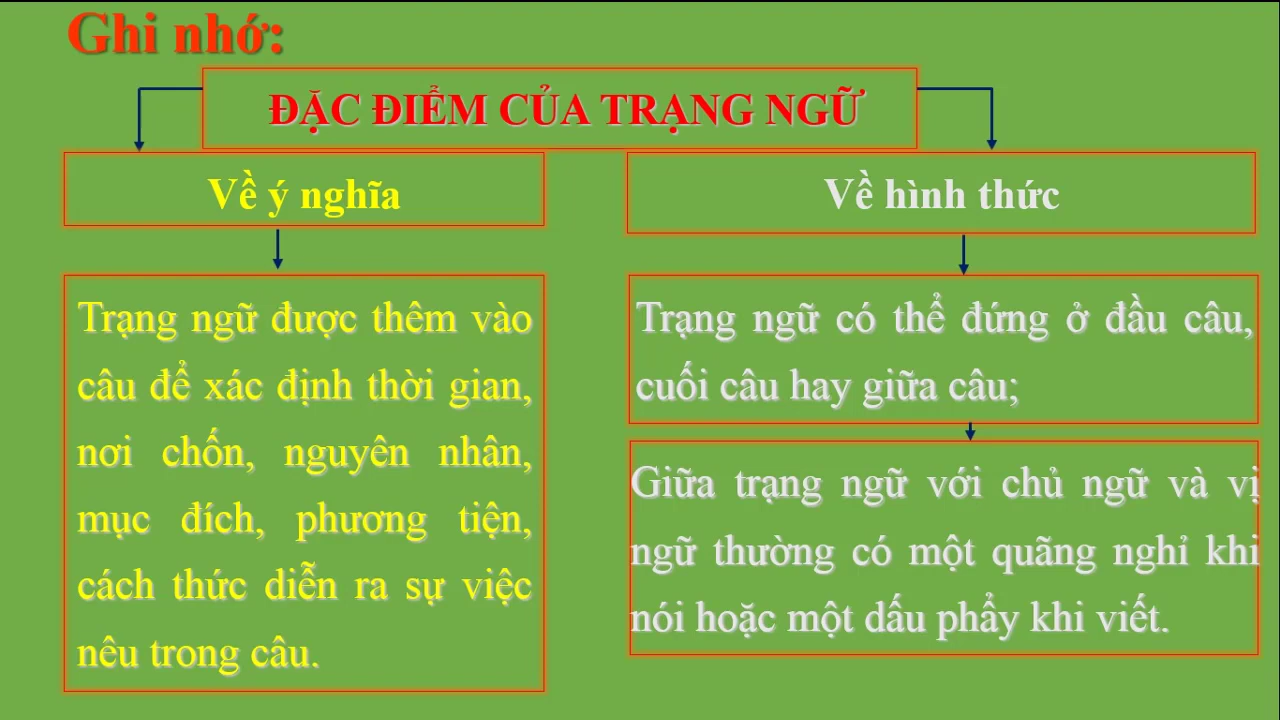 Ghi nhớ:
ĐẶC ĐIỂM CỦA TRẠNG NGỮ
Về ý nghĩa
Trạng ngữ được thêm vào
câu để xác định thời gian,
nơi chốn, nguyên nhân,
mục đích, phương tiện,
cách thức diễn ra sự việc
nêu trong câu.
Về hình thức
Trạng ngữ có thể đứng ở đầu câu,
cuối câu hay giữa câu;
Giữa trạng ngữ với chủ ngữ và vị
ngữ thường có một quãng nghỉ khi
nói hoặc một dấu phẩy khi viết.